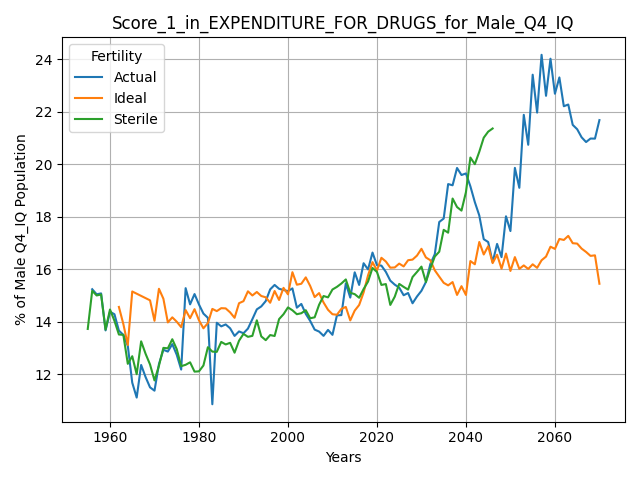 Score_1_in_EXPENDITURE_FOR_DRUGS_for_Male_Q4_IQ
Fertility
Actual
Ideal
Sterile
% of Male Q4_IQ Population
24
22
20
18
16
14
12
1960 1980 2000 2020 2040 2060
Years